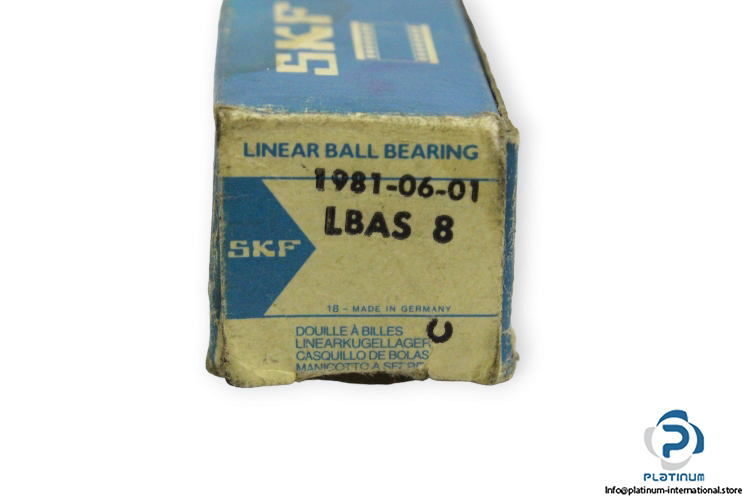 SKF
LINEAR BALL BEARING
1981-06-01
LBAS 8
SKF
18 - MADE IN GERMANY
C
DOUILLE À BILLES
LINEARKUGELLAGER
CASQUILLO DE BOLAS
MANICOTTO A
PLATINUM
Info@platinum-international.store